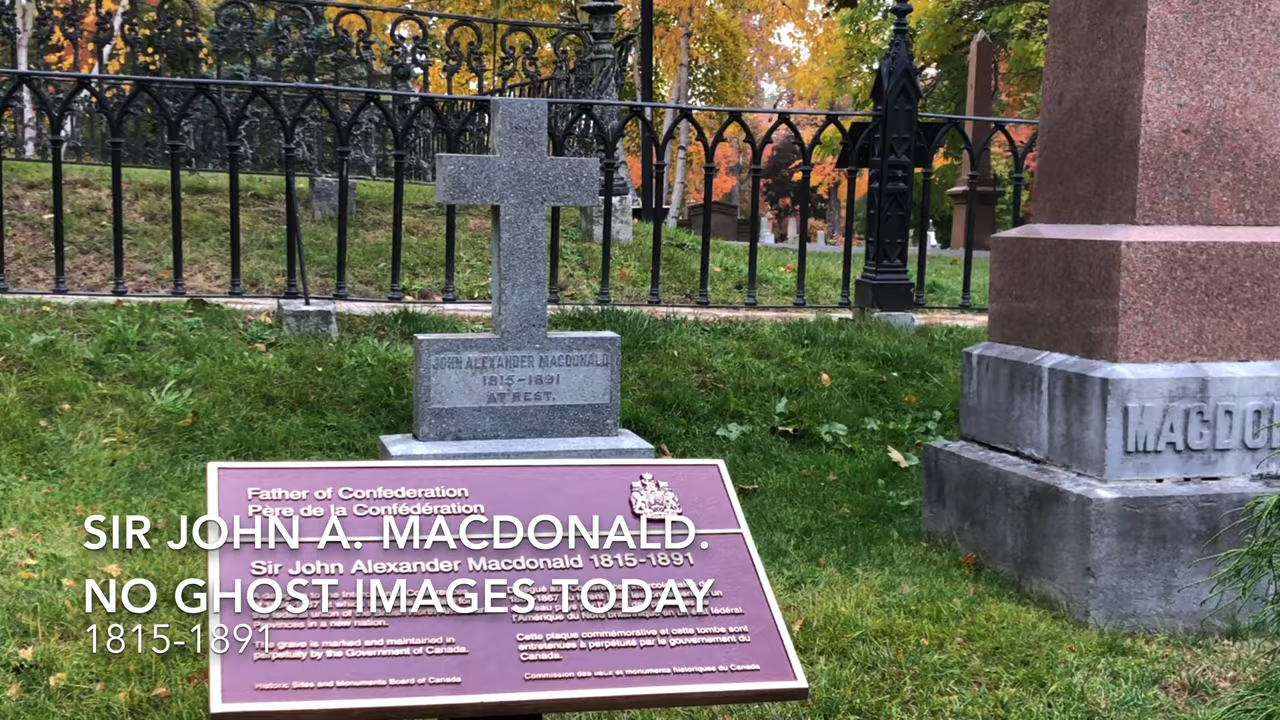 JOHN ALEXANDER MACDONALD
1815-1891
AT REST.
MACDO
Father of Confederation
Père de la Confédération
Sir John Alexander Macdonald 1815-1891
Provinces in a new nation.
grave is marked and maintained in
perpetuity by the Government of Canada.
Historic Sites and Monuments Board of Canada
l'Amérique du Nord
Cette plaque commémorative et cette tombe sont
entretenues à perpétuité par le gouvernement du
Canada.
Commission des lieux et monuments historiques du Canada
SIR JOHN A. MACDONALD.
NO GHOST IMAGES TODAY
1815-1891